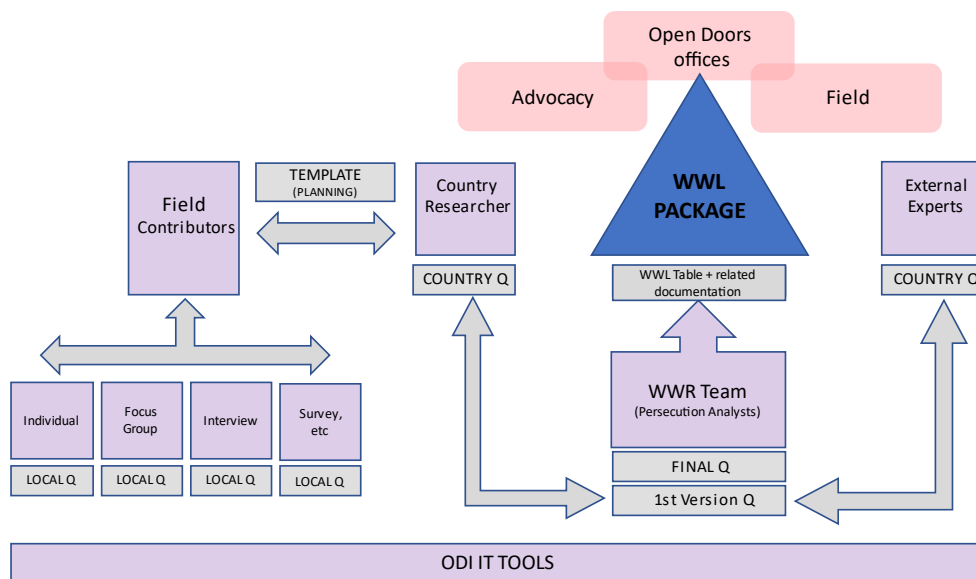 Open Doors
offices
Advocacy
Field
WWL
PACKAGE
TEMPLATE
(PLANNING)
Field
Contributors
Country
Researcher
External
Experts
COUNTRY Q
WWL Table + related
documentation
COUNTRY Q
WWR Team
(Persecution Analysts)
Individual
Focus
Group
Interview
Survey,
etc
LOCAL Q
LOCAL Q
LOCAL Q
LOCAL Q
FINAL Q
1st Version Q
ODI IT TOOLS